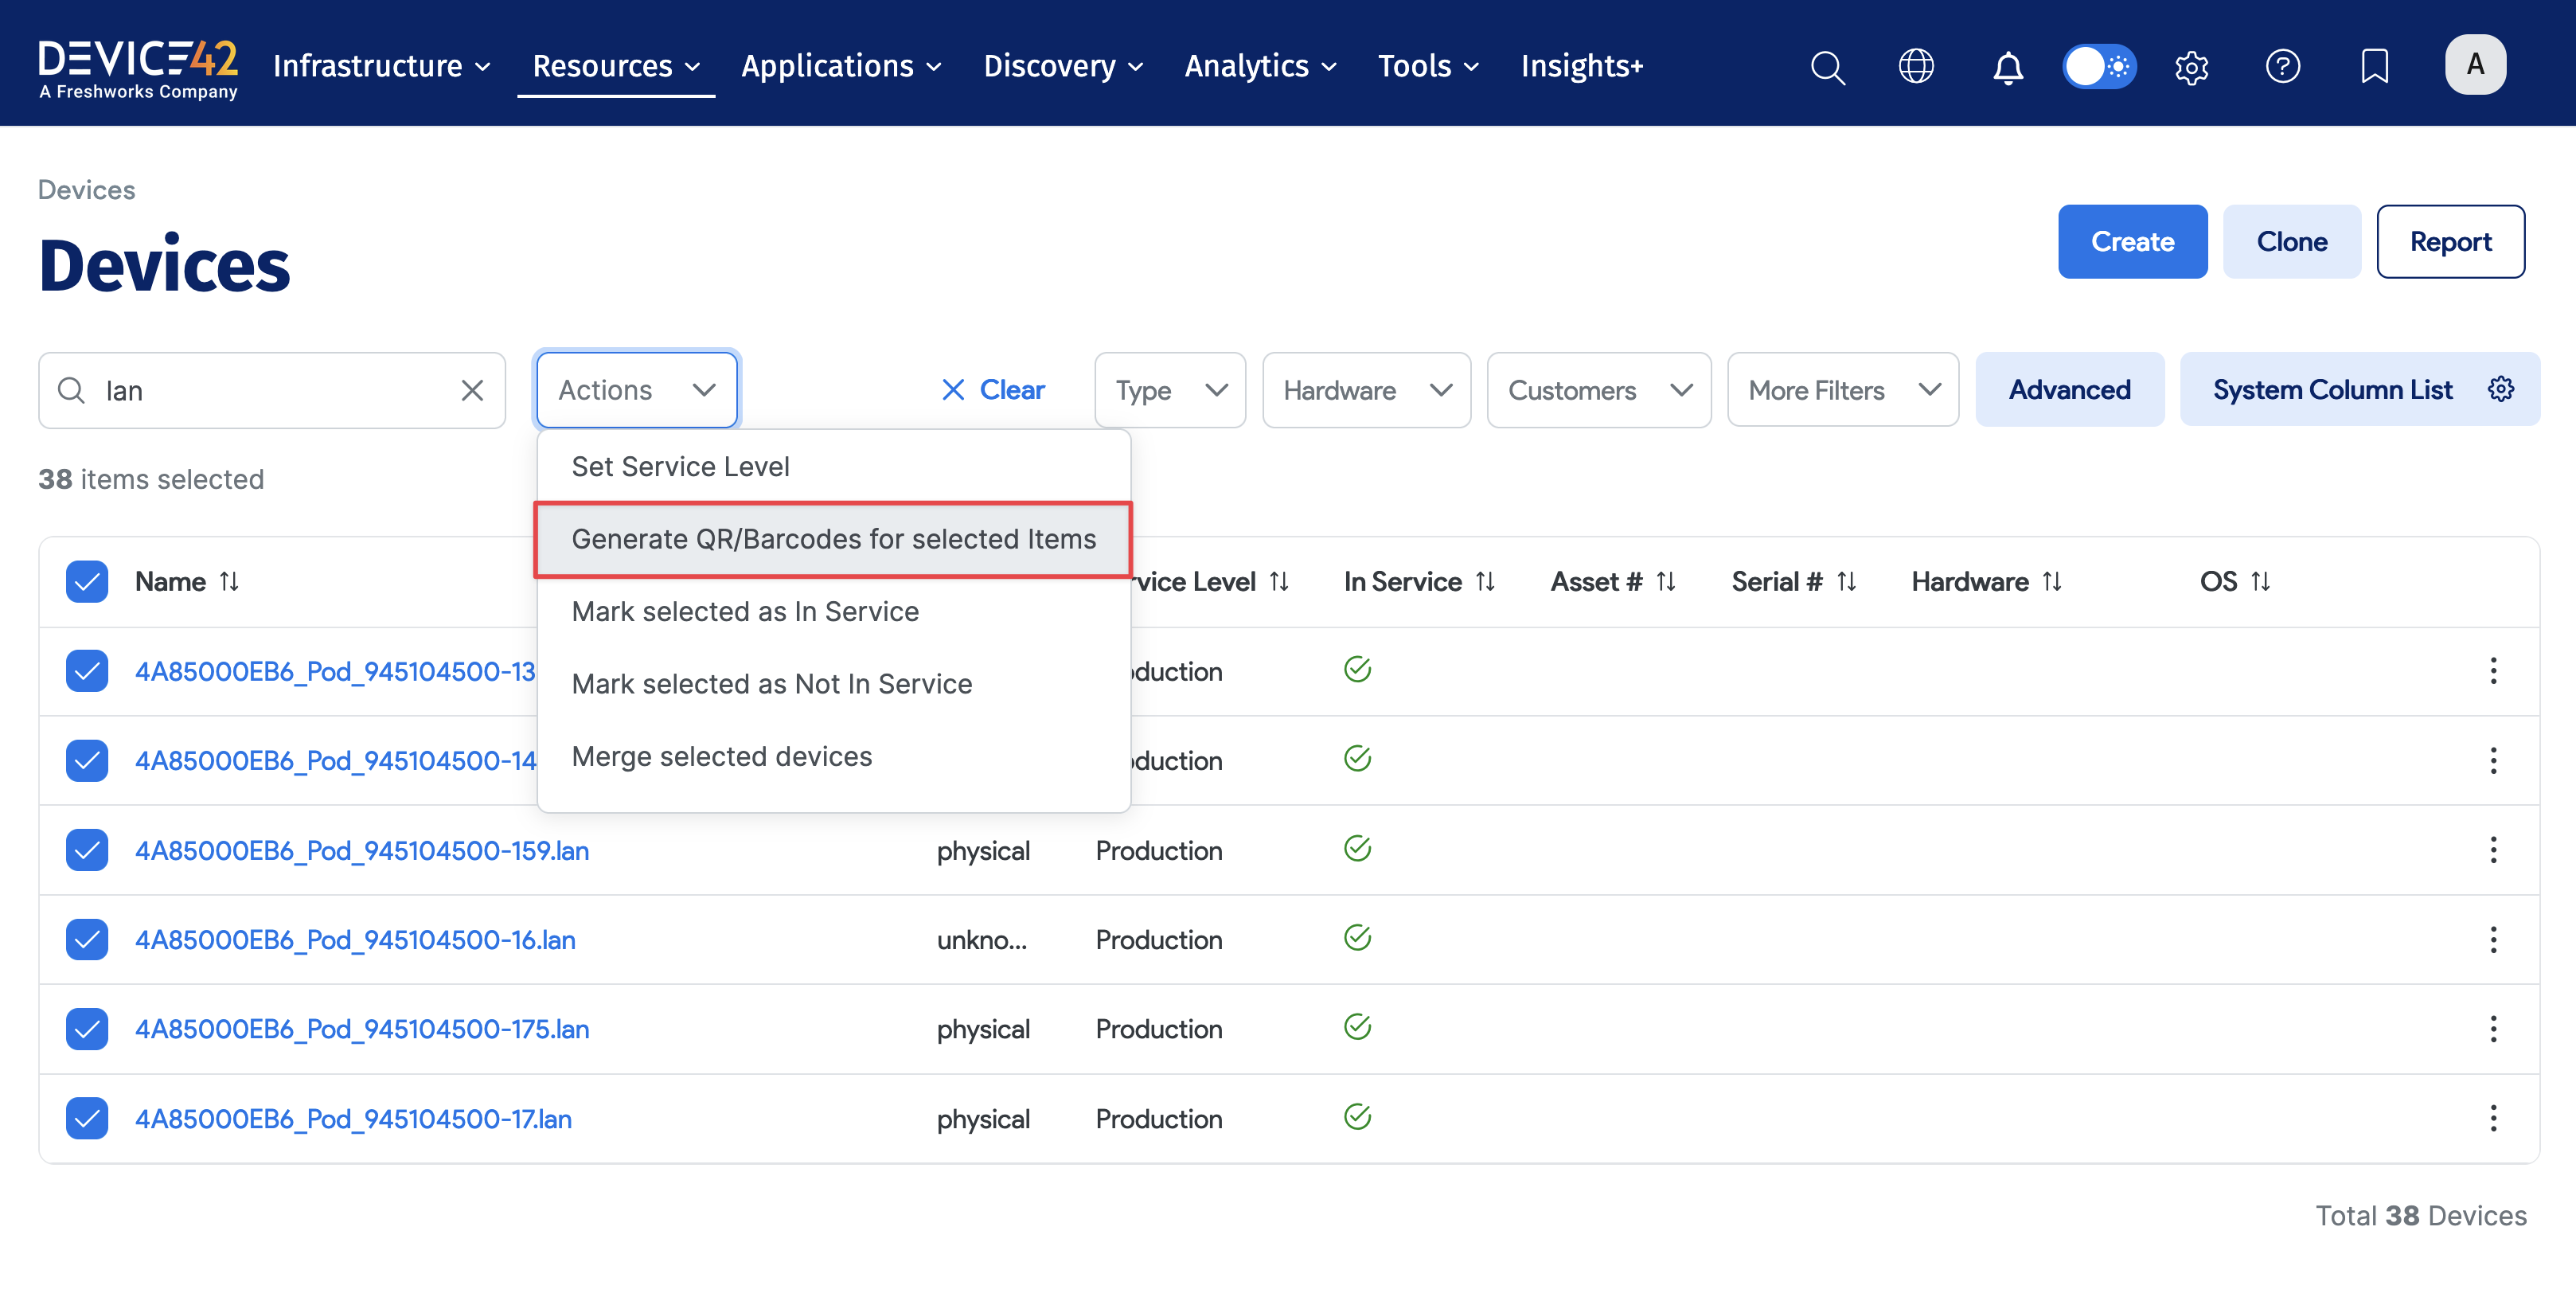 DEVICE42
A Freshworks Company
Infrastructure Resources Applications Discovery Analytics Tools Insights+ A
Devices
Devices
Create Clone Report
lan Actions Clear Type Hardware Customers More Filters Advanced System Column List
38 items selected
Set Service Level
Generate QR/Barcodes for selected Items
Mark selected as In Service
Mark selected as Not In Service
Merge selected devices
Name vice Level In Service Asset # Serial # Hardware OS
4A85000EB6_Pod_945104500-13 duction
4A85000EB6_Pod_945104500-14 duction
4A85000EB6_Pod_945104500-159.lan physical Production
4A85000EB6_Pod_945104500-16.lan unkno... Production
4A85000EB6_Pod_945104500-175.lan physical Production
4A85000EB6_Pod_945104500-17.lan physical Production
Total 38 Devices